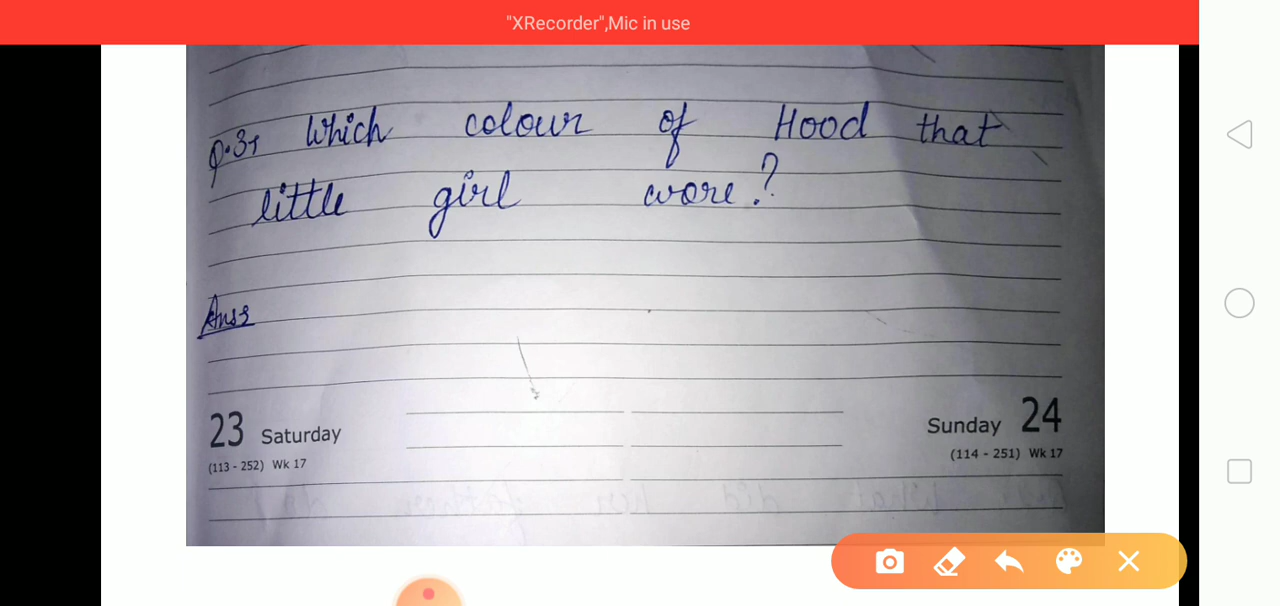 "XRecorder",Mic in use
Q.3, Which colour of Hood that
little girl wore?
Ans
23 Saturday
(113 - 252) Wk 17
Sunday 24
(114 - 251) Wk 17